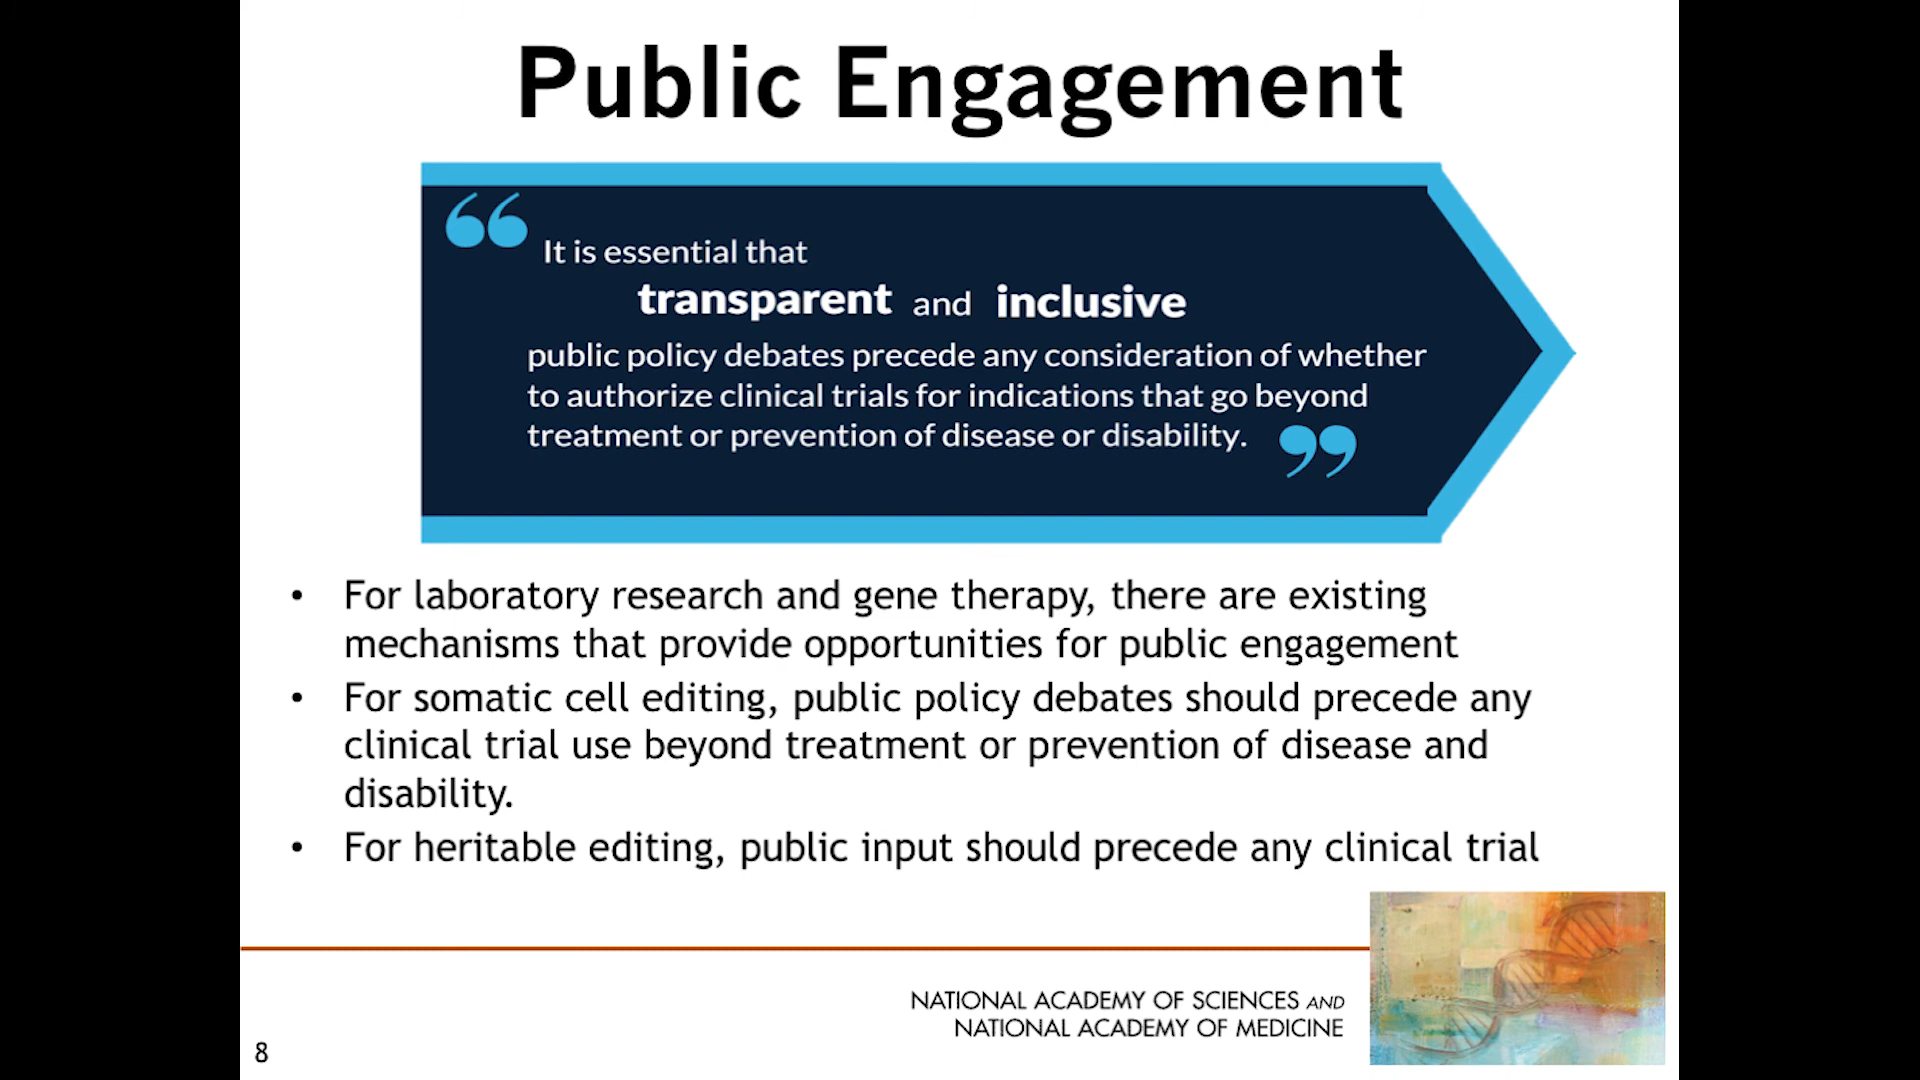 Public Engagement
“ It is essential that
transparent and inclusive
public policy debates precede any consideration of whether
to authorize clinical trials for indications that go beyond
treatment or prevention of disease or disability. ”
• For laboratory research and gene therapy, there are existing
mechanisms that provide opportunities for public engagement
• For somatic cell editing, public policy debates should precede any
clinical trial use beyond treatment or prevention of disease and
disability.
• For heritable editing, public input should precede any clinical trial
NATIONAL ACADEMY OF SCIENCES AND
NATIONAL ACADEMY OF MEDICINE
8